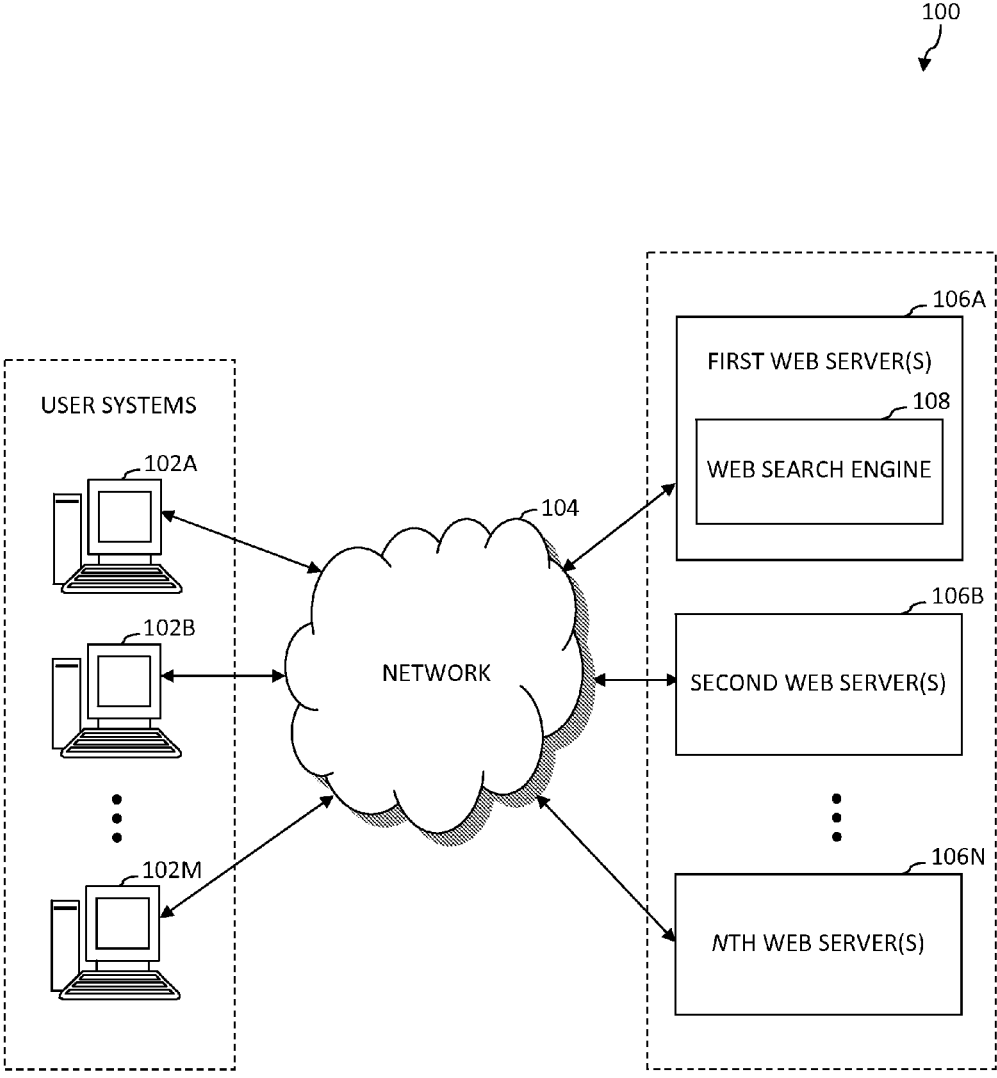 100
106A
FIRST WEB SERVER(S)
108
WEB SEARCH ENGINE
USER SYSTEMS
102A
104
102B
106B
NETWORK
SECOND WEB SERVER(S)
102M
106N
NTH WEB SERVER(S)